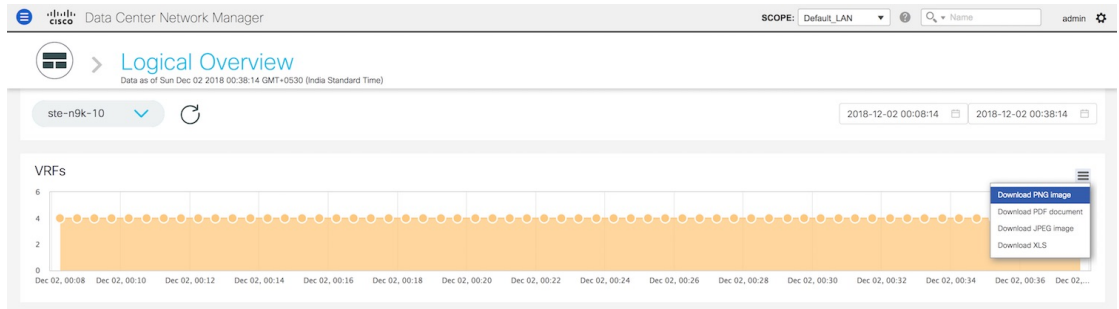 cisco Data Center Network Manager
SCOPE: Default_LAN
Name
admin
Logical Overview
Data as of Sun Dec 02 2018 00:38:14 GMT+0530 (India Standard Time)
ste-n9k-10
2018-12-02 00:08:14
2018-12-02 00:38:14
VRFs
Download PNG image
Download PDF document
Download JPEG image
Download XLS
6
4
2
0
Dec 02, 00:08 Dec 02, 00:10 Dec 02, 00:12 Dec 02, 00:14 Dec 02, 00:16 Dec 02, 00:18 Dec 02, 00:20 Dec 02, 00:22 Dec 02, 00:24 Dec 02, 00:26 Dec 02, 00:28 Dec 02, 00:30 Dec 02, 00:32 Dec 02, 00:34 Dec 02, 00:36 Dec 02,...